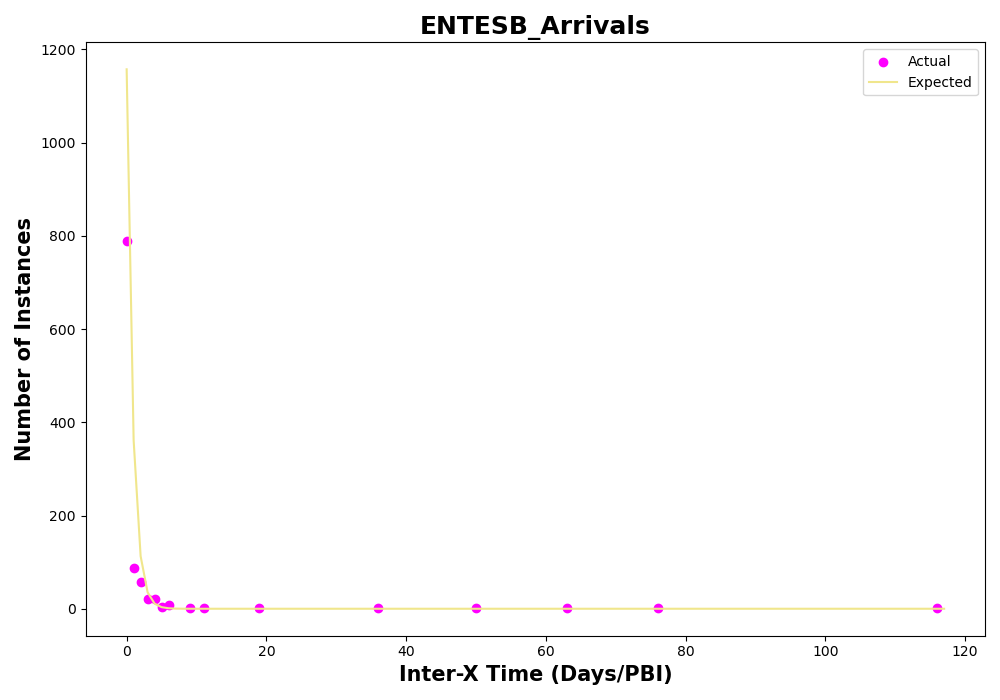 ENTESB_Arrivals
Actual
Expected
1200
1000
800
600
400
200
0
Number of Instances
0
20
40
60
80
100
120
Inter-X Time (Days/PBI)